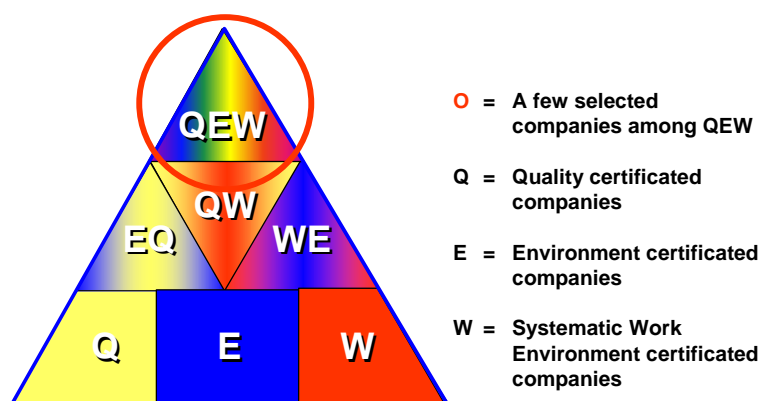 QEW
QW
EQ WE
Q E W
O = A few selected
companies among QEW
Q = Quality certificated
companies
E = Environment certificated
companies
W = Systematic Work
Environment certificated
companies